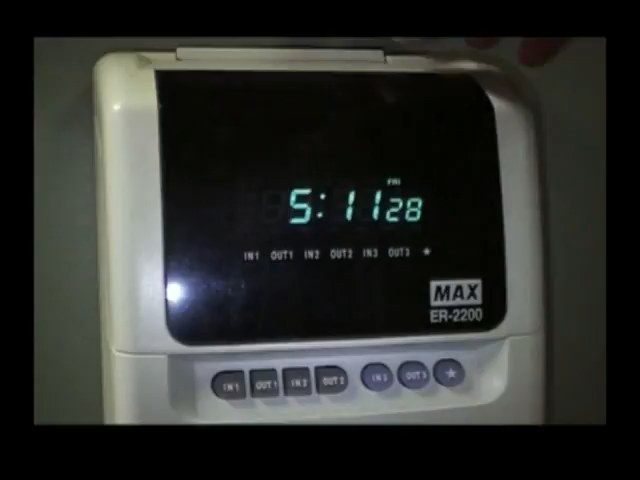 FRI
5:11 28
IN1 OUT1 IN2 OUT2 IN3 OUT3 ★
MAX
ER-2200
IN 1 OUT 1 IN 2 OUT 2 IN 3 OUT 3 ★